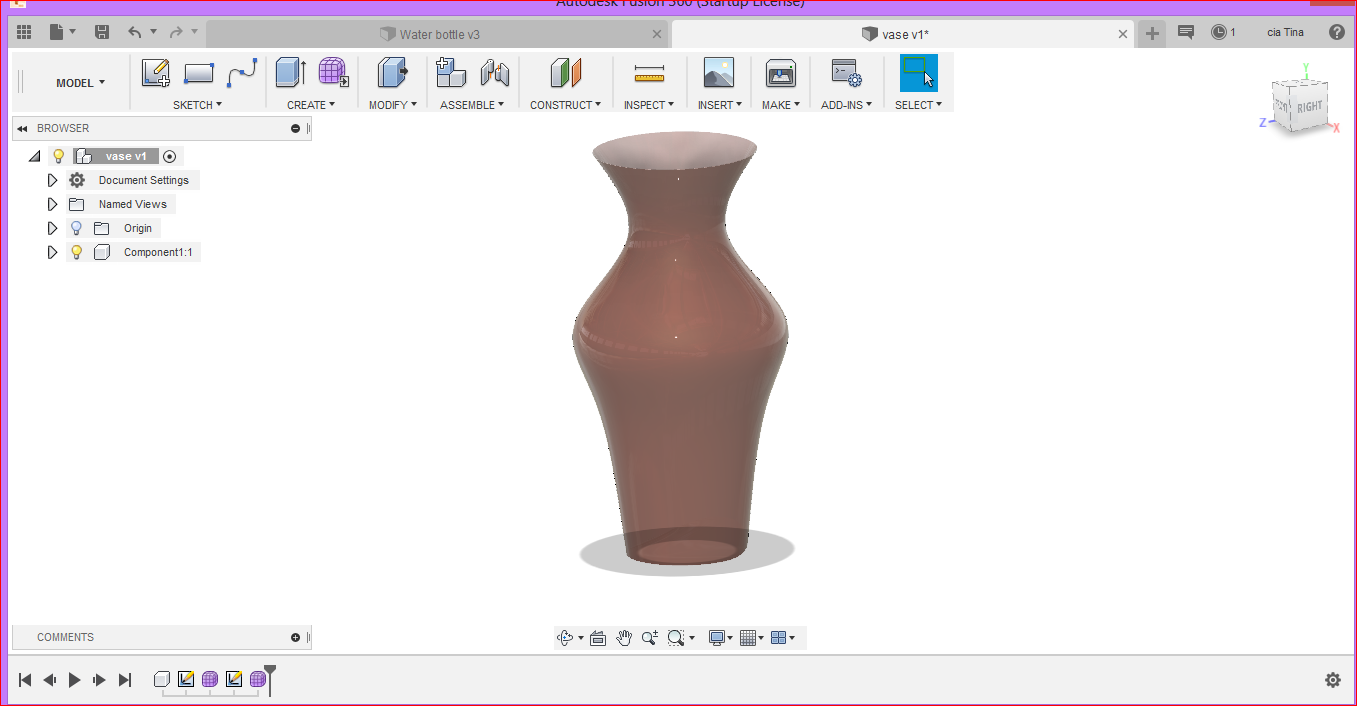 Autodesk Fusion 360 (Startup License)
Water bottle v3
vase v1*
1
cia Tina
MODEL
SKETCH
CREATE
MODIFY
ASSEMBLE
CONSTRUCT
INSPECT
INSERT
MAKE
ADD-INS
SELECT
Y
RIGHT
Z
X
BROWSER
vase v1
Document Settings
Named Views
Origin
Component1:1
COMMENTS